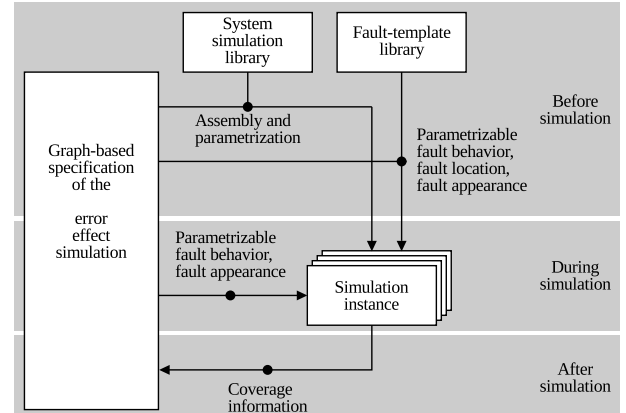 System
simulation
library
Fault-template
library
Assembly and
parametrization
Before
simulation
Graph-based
specification
of the
error
effect
simulation
Parametrizable
fault behavior,
fault location,
fault appearance
Parametrizable
fault behavior,
fault appearance
Simulation
instance
During
simulation
Coverage
information
After
simulation